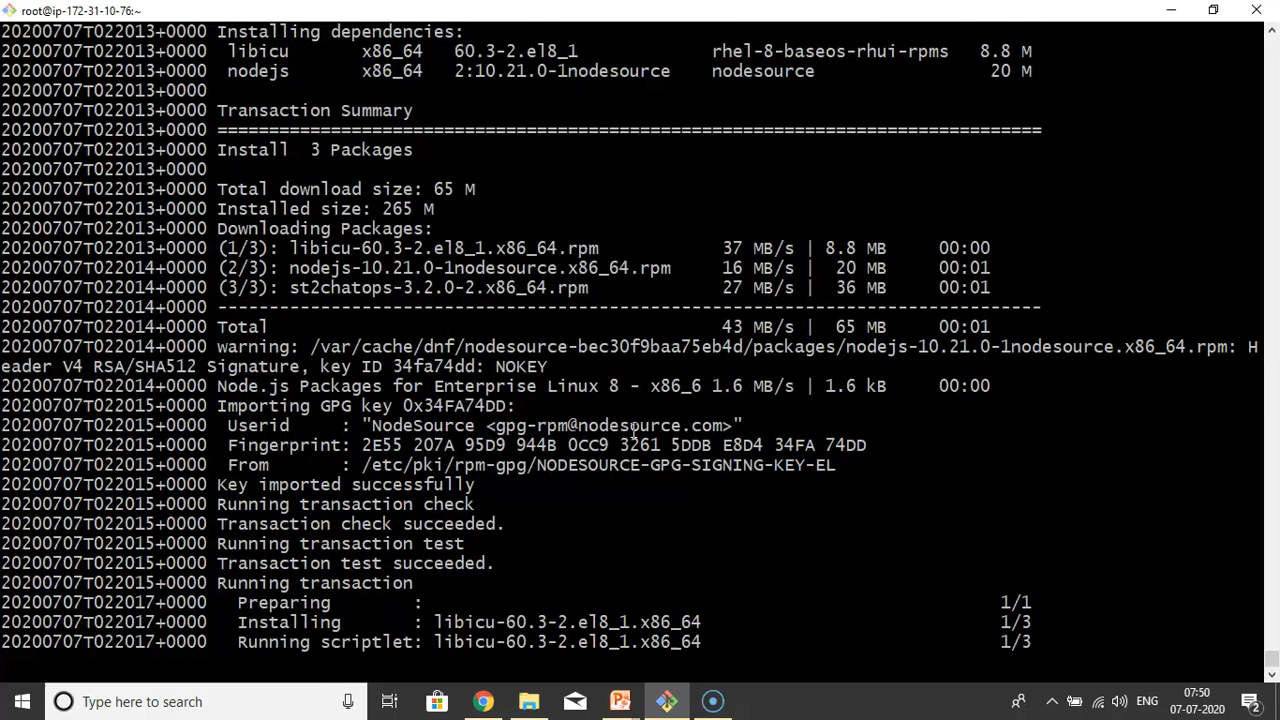 root@ip-172-31-10-76:~
20200707T022013+0000 Installing dependencies:
20200707T022013+0000  libicu       x86_64   60.3-2.el8_1             rhel-8-baseos-rhui-rpms   8.8 M
20200707T022013+0000  nodejs       x86_64   2:10.21.0-1nodesource    nodesource                 20 M
20200707T022013+0000
20200707T022013+0000 Transaction Summary
20200707T022013+0000 ================================================================================
20200707T022013+0000 Install  3 Packages
20200707T022013+0000
20200707T022013+0000 Total download size: 65 M
20200707T022013+0000 Installed size: 265 M
20200707T022013+0000 Downloading Packages:
20200707T022013+0000 (1/3): libicu-60.3-2.el8_1.x86_64.rpm            37 MB/s | 8.8 MB     00:00
20200707T022014+0000 (2/3): nodejs-10.21.0-1nodesource.x86_64.rpm     16 MB/s |  20 MB     00:01
20200707T022014+0000 (3/3): st2chatops-3.2.0-2.x86_64.rpm             27 MB/s |  36 MB     00:01
20200707T022014+0000 --------------------------------------------------------------------------------
20200707T022014+0000 Total                                            43 MB/s |  65 MB     00:01
20200707T022014+0000 warning: /var/cache/dnf/nodesource-bec30f9baa75eb4d/packages/nodejs-10.21.0-1nodesource.x86_64.rpm: H
eader V4 RSA/SHA512 Signature, key ID 34fa74dd: NOKEY
20200707T022014+0000 Node.js Packages for Enterprise Linux 8 - x86_6 1.6 MB/s | 1.6 kB     00:00
20200707T022015+0000 Importing GPG key 0x34FA74DD:
20200707T022015+0000  Userid     : "NodeSource <gpg-rpm@nodesource.com>"
20200707T022015+0000  Fingerprint: 2E55 207A 95D9 944B 0CC9 3261 5DDB E8D4 34FA 74DD
20200707T022015+0000  From       : /etc/pki/rpm-gpg/NODESOURCE-GPG-SIGNING-KEY-EL
20200707T022015+0000 Key imported successfully
20200707T022015+0000 Running transaction check
20200707T022015+0000 Transaction check succeeded.
20200707T022015+0000 Running transaction test
20200707T022015+0000 Transaction test succeeded.
20200707T022015+0000 Running transaction
20200707T022017+0000   Preparing        :                                                        1/1
20200707T022017+0000   Installing       : libicu-60.3-2.el8_1.x86_64                             1/3
20200707T022017+0000   Running scriptlet: libicu-60.3-2.el8_1.x86_64                             1/3
Type here to search
ENG
07:50
07-07-2020
2